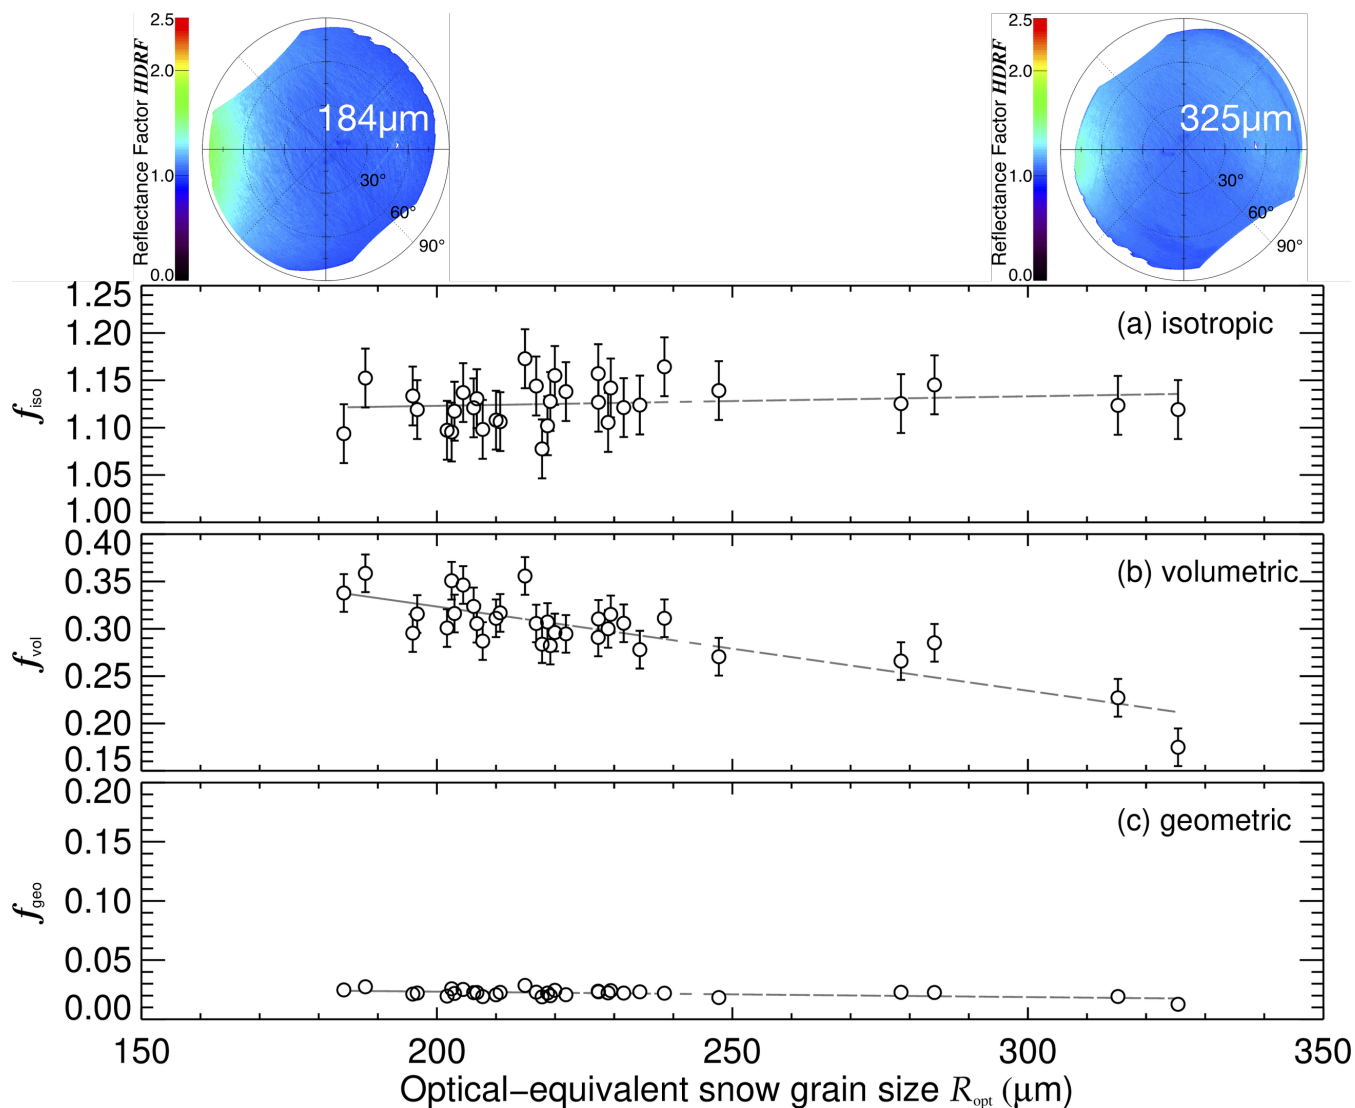 2.5
2.0
1.0
0.0
Reflectance Factor HDRF
184µm
30°
60°
90°
2.5
2.0
1.0
0.0
Reflectance Factor HDRF
325µm
30°
60°
90°
1.25
1.20
1.15
1.10
1.05
1.00
f iso
(a) isotropic
0.40
0.35
0.30
0.25
0.20
0.15
f vol
(b) volumetric
0.20
0.15
0.10
0.05
0.00
f geo
(c) geometric
150 200 250 300 350
Optical−equivalent snow grain size R opt (µm)